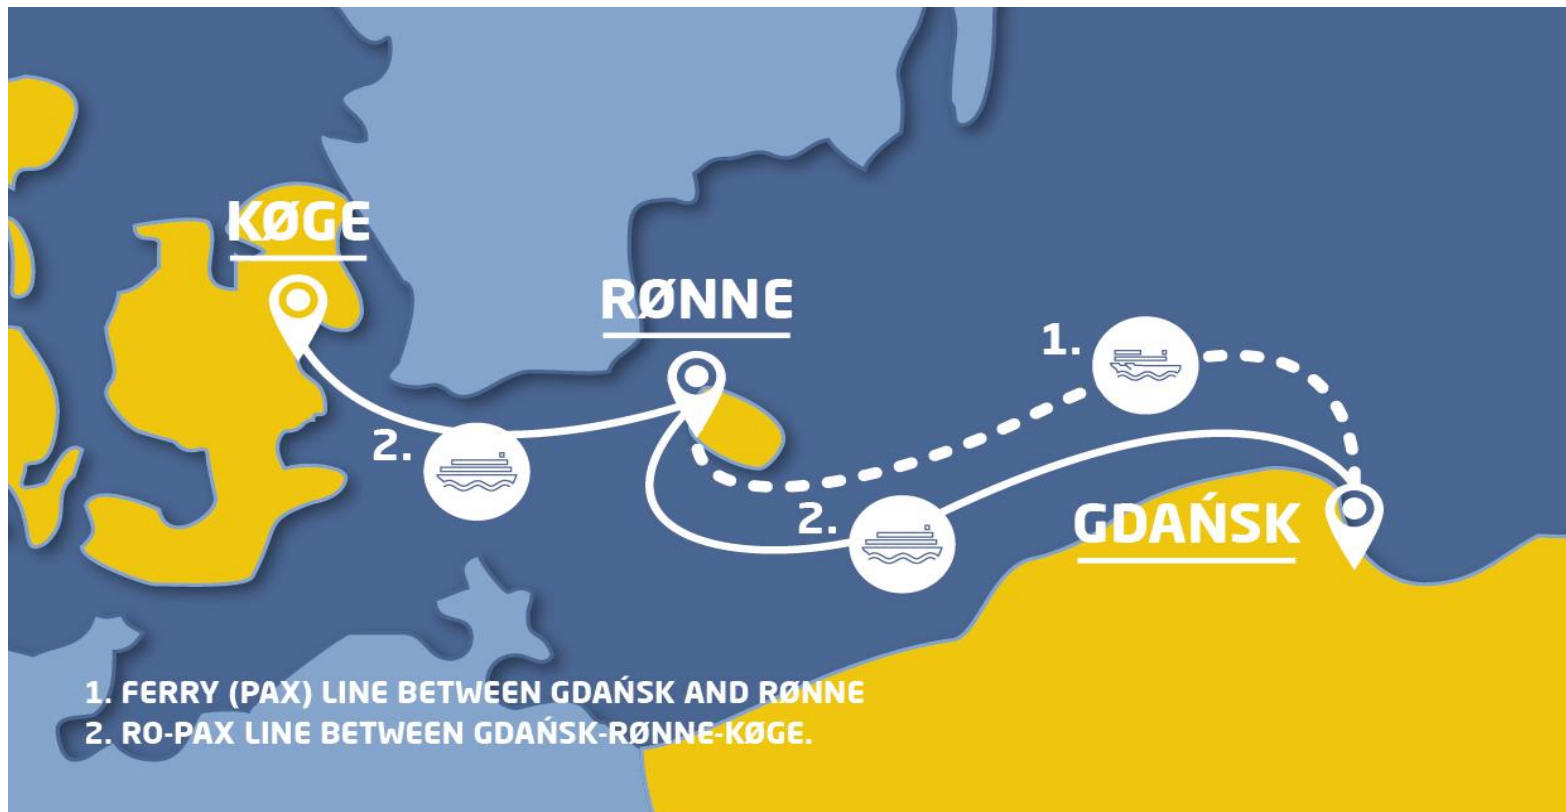 KØGE
RØNNE
1.
2.
2.
GDAŃSK
1. FERRY (PAX) LINE BETWEEN GDAŃSK AND RØNNE
2. RO-PAX LINE BETWEEN GDAŃSK-RØNNE-KØGE.